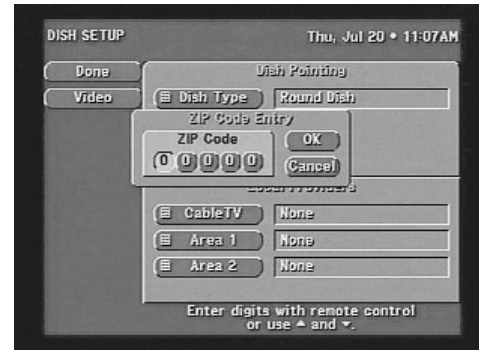 DISH SETUP Thu, Jul 20 • 11:07AM
Done
Dish Pointing
Video
Dish Type Round Dish
ZIP Code Entry
ZIP Code
OK
0 0 0 0 0
Cancel
CableTV None
Area 1 None
Area 2 None
Enter digits with remote control
or use ▲ and ▼.